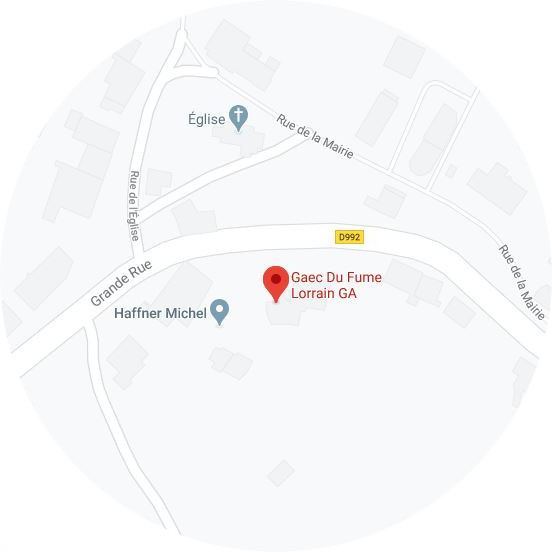 Église
Rue de la Mairie
Rue de l'Église
D992
Grande Rue
Gaec Du Fume
Lorrain GA
Rue de la Mairie
Haffner Michel